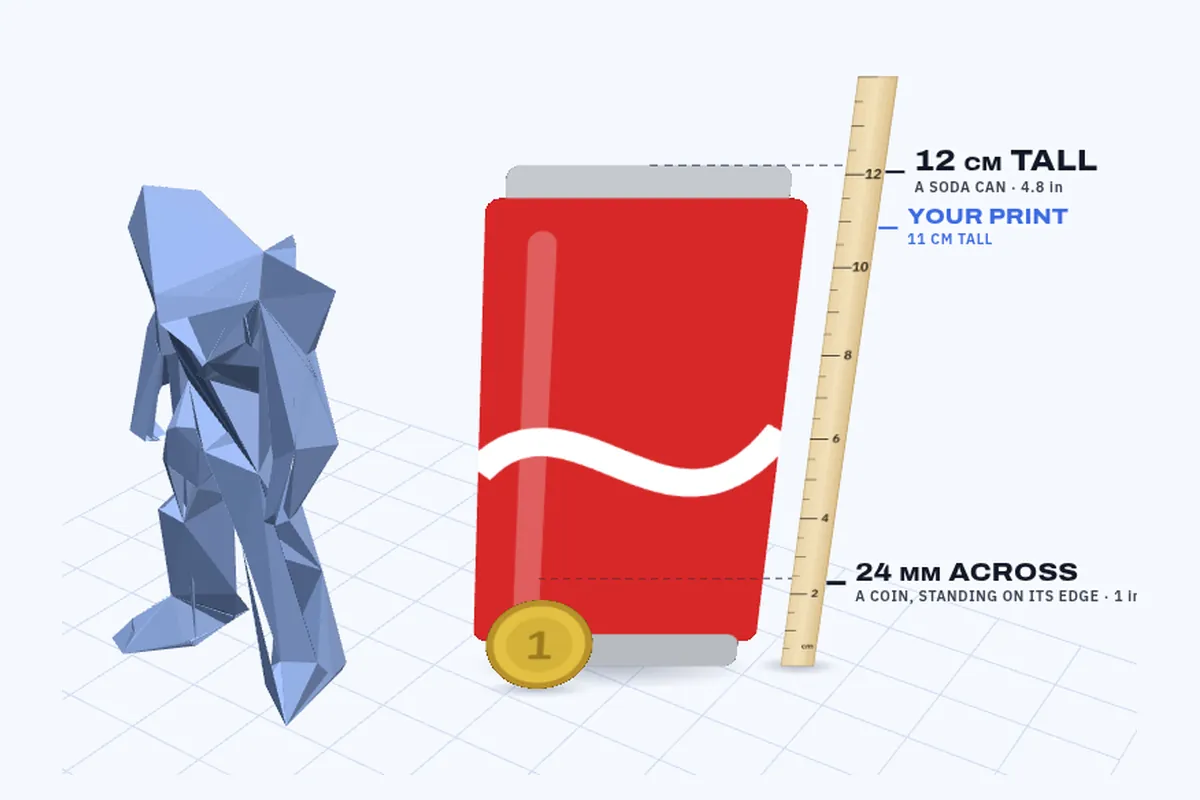 12 CM TALL
A SODA CAN · 4.8 in
YOUR PRINT
11 CM TALL
12
10
8
6
4
24 MM ACROSS
A COIN, STANDING ON ITS EDGE · 1 in
2
1
cm